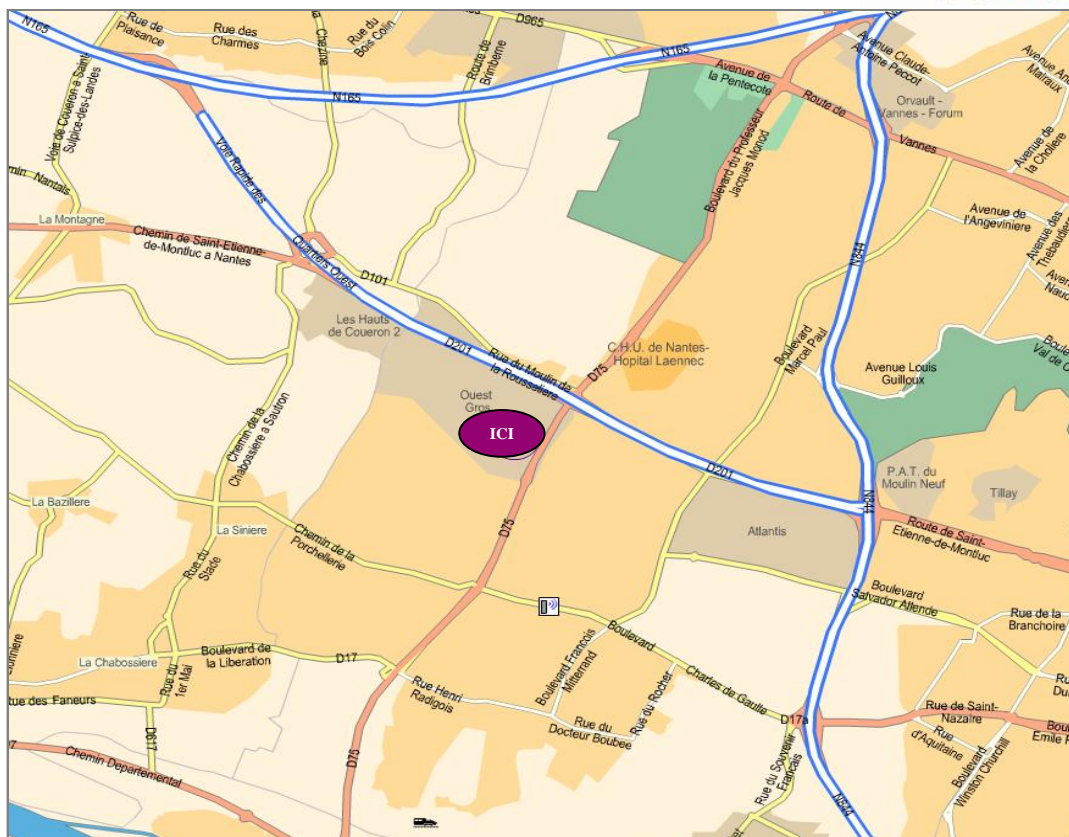 N165
Rue de
Plaisance
Rue des
Charmes
Rue du
Bois Colin
D965
Route de
Brimberne
N165
N165
Avenue de
la Pentecote
Avenue Claude-
Antoine Peccot
Orvault -
Vannes - Forum
Route de
Vannes
Avenue de
la Choliere
Voie de Coueron a Saint-
Sulpice-des-Landes
Voie Rapide des
Quartiers Ouest
Boulevard du Professeur
Jacques Monod
La Montagne
Chemin de Saint-Etienne-
de-Montluc a Nantes
Avenue de
l'Angeviniere
Avenue des
Thebaudieres
N844
D101
Les Hauts
de Coueron 2
D201
Rue du Moulin de
la Rousseliere
C.H.U. de Nantes-
Hopital Laennec
D75
Boulevard
Marcel Paul
Avenue Louis
Guilloux
Ouest
Gros
ICI
Chemin de la
Chabossiere a Sautron
D201
N844
P.A.T. du
Moulin Neuf
Tillay
La Bazillere
La Siniere
Atlantis
Route de Saint-
Etienne-de-Montluc
Chemin de la
Porchellerie
D75
Rue du
Stade
Boulevard
Salvador Allende
Rue de la
Branchoire
La Chabossiere
Boulevard de
la Liberation
D17
Boulevard
Charles de Gaulle
Boulevard Francois
Mitterrand
Rue du
1er Mai
Rue Henri
Radigois
Rue du Rocher
Rue du
Docteur Boubee
D17a
Rue de Saint-
Nazaire
Rue
d'Aquitaine
Boulevard
Winston Churchill
D617
Chemin Departemental
D75
Rue du Souvenir
Francais
N844